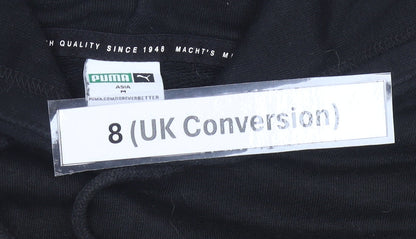 H QUALITY SINCE 1948 MACHT'S M
PUMA
ASIA
M
PUMA.COM/FOREVERBETTER
8 (UK Conversion)